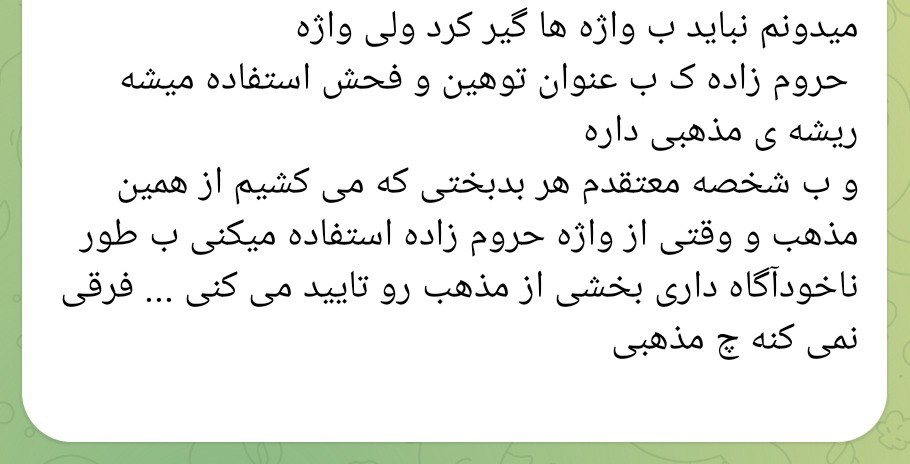 میدونم نباید ب واژه ها گیر کرد ولی واژه
حروم زاده ک ب عنوان توهین و فحش استفاده میشه
ریشه ی مذهبی داره
و ب شخصه معتقدم هر بدبختی که می کشیم از همین
مذهب و وقتی از واژه حروم زاده استفاده میکنی ب طور
ناخودآگاه داری بخشی از مذهب رو تایید می کنی ... فرقی
نمی کنه چ مذهبی